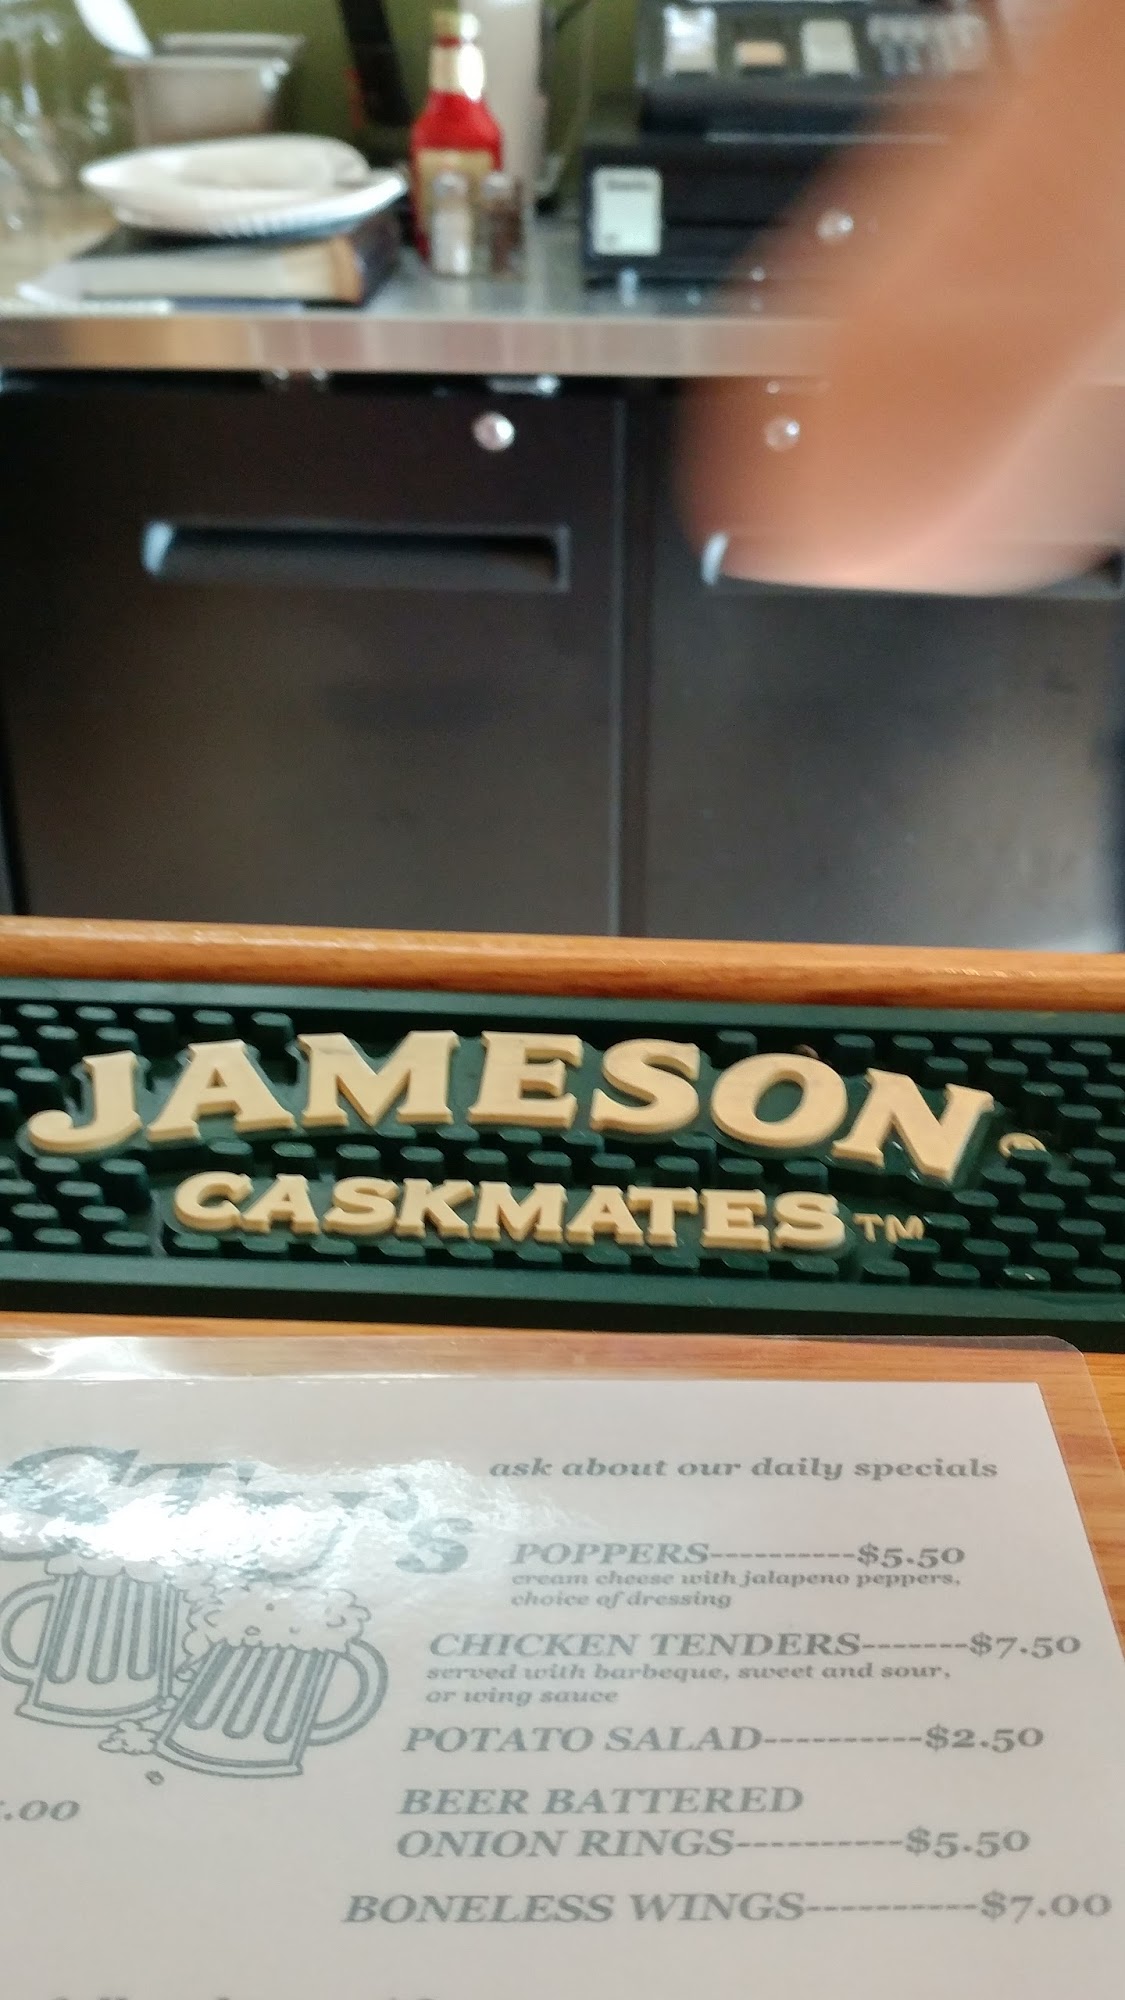 JAMESON
CASKMATES™
ask about our daily specials
POPPERS----------$5.50
cream cheese with jalapeno peppers,
choice of dressing
CHICKEN TENDERS-------$7.50
served with barbeque, sweet and sour,
or wing sauce
POTATO SALAD----------$2.50
BEER BATTERED
ONION RINGS----------$5.50
BONELESS WINGS----------$7.00